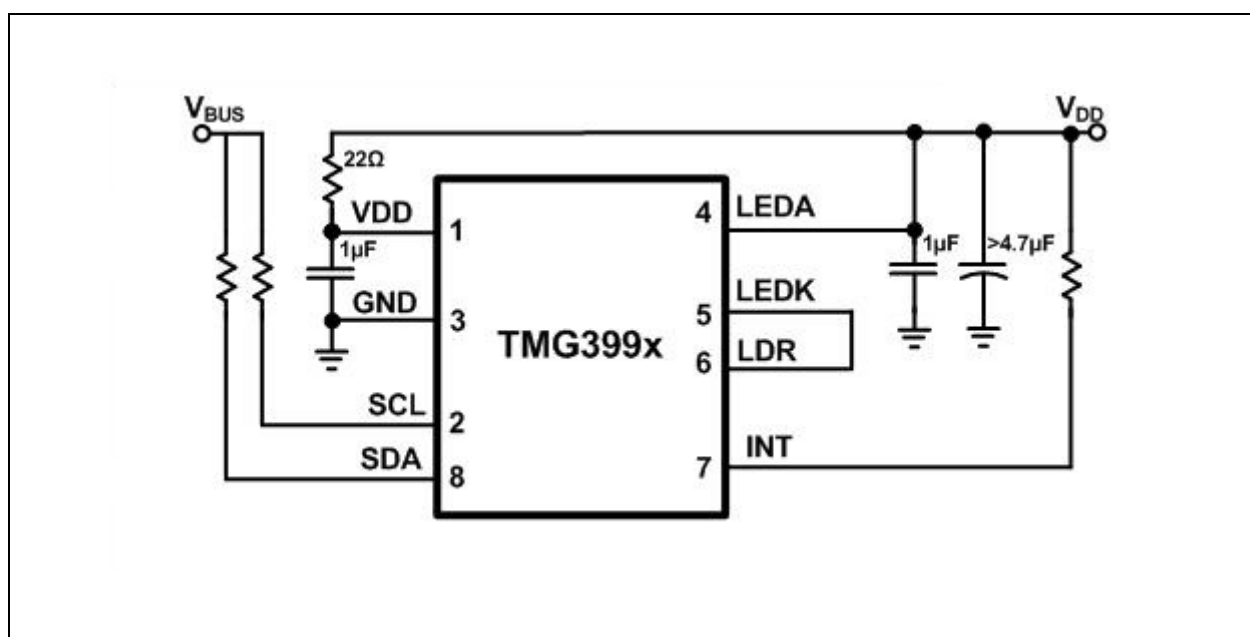 VBUS
VDD
22Ω
VDD
1
1µF
GND
3
TMG399x
SCL
2
SDA
8
4
LEDA
1µF
>4.7µF
LEDK
5
6
LDR
INT
7